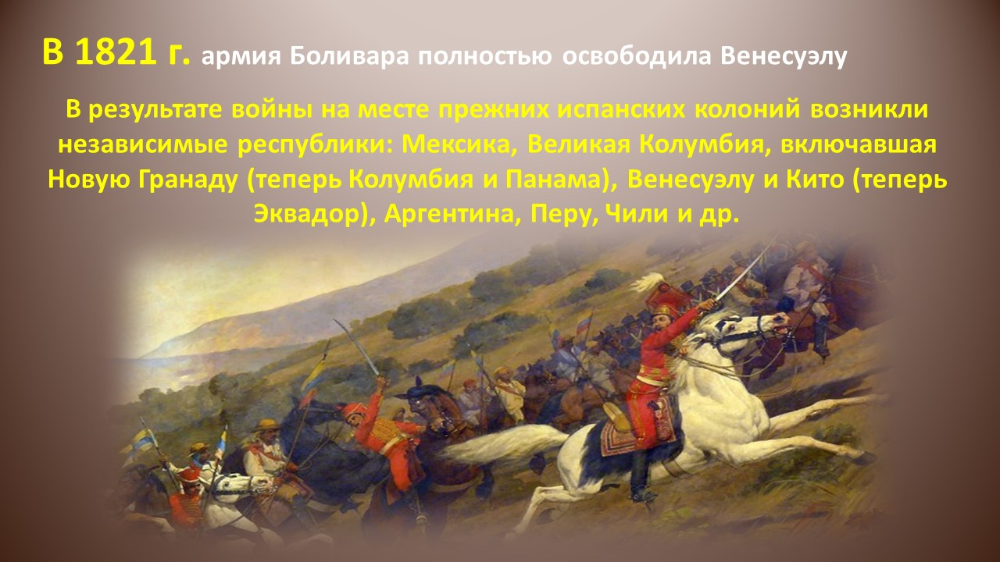 В 1821 г. армия Боливара полностью освободила Венесуэлу
В результате войны на месте прежних испанских колоний возникли
независимые республики: Мексика, Великая Колумбия, включавшая
Новую Гранаду (теперь Колумбия и Панама), Венесуэлу и Кито (теперь
Эквадор), Аргентина, Перу, Чили и др.